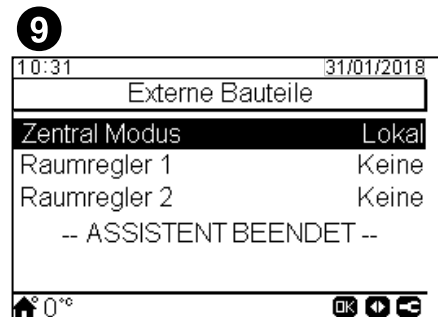 9
10:31 31/01/2018
Externe Bauteile
Zentral Modus Lokal
Raumregler 1 Keine
Raumregler 2 Keine
-- ASSISTENT BEENDET --
0°° OK